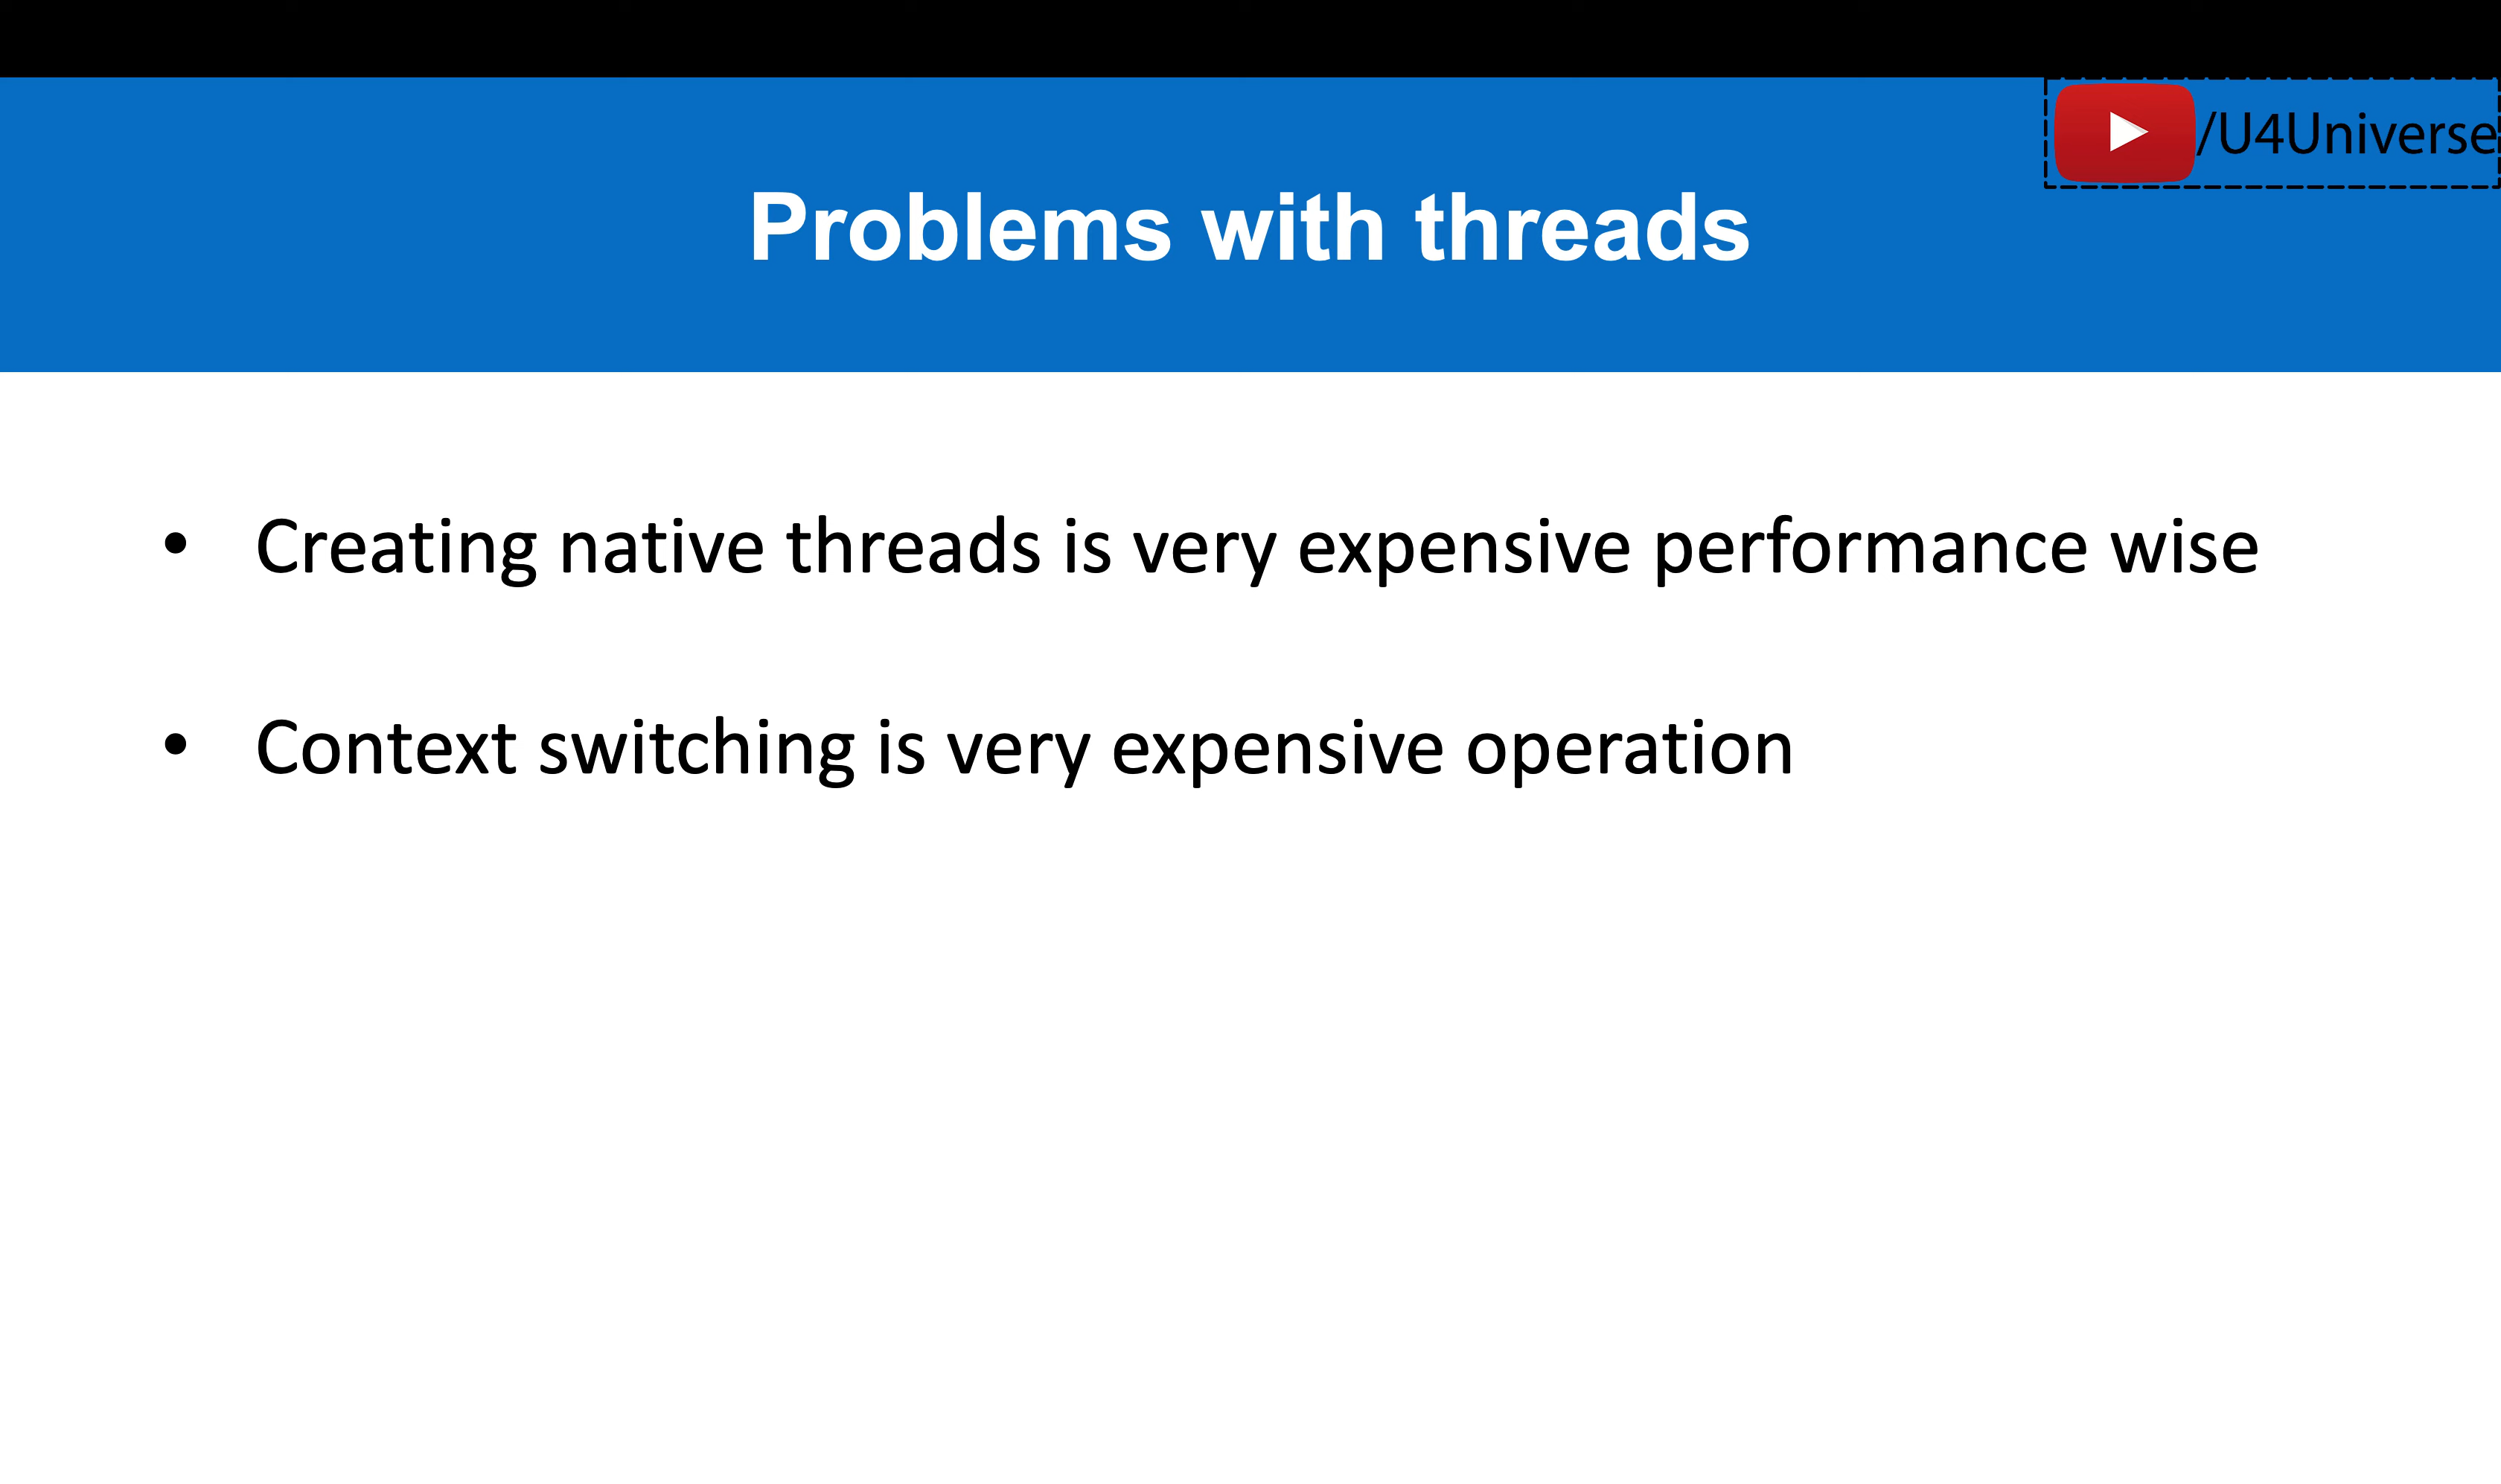 /U4Universe
Problems with threads
• Creating native threads is very expensive performance wise
• Context switching is very expensive operation